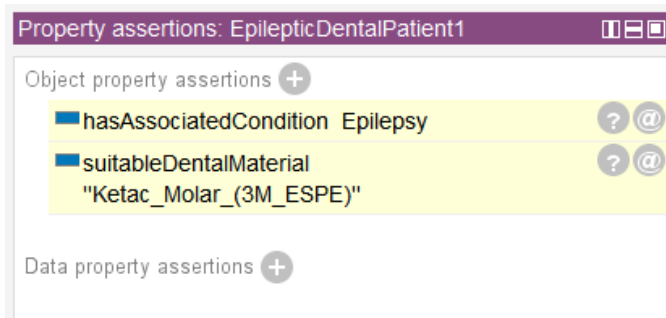 Property assertions: EpilepticDentalPatient1
Object property assertions
hasAssociatedCondition Epilepsy
suitableDentalMaterial
"Ketac_Molar_(3M_ESPE)"
Data property assertions